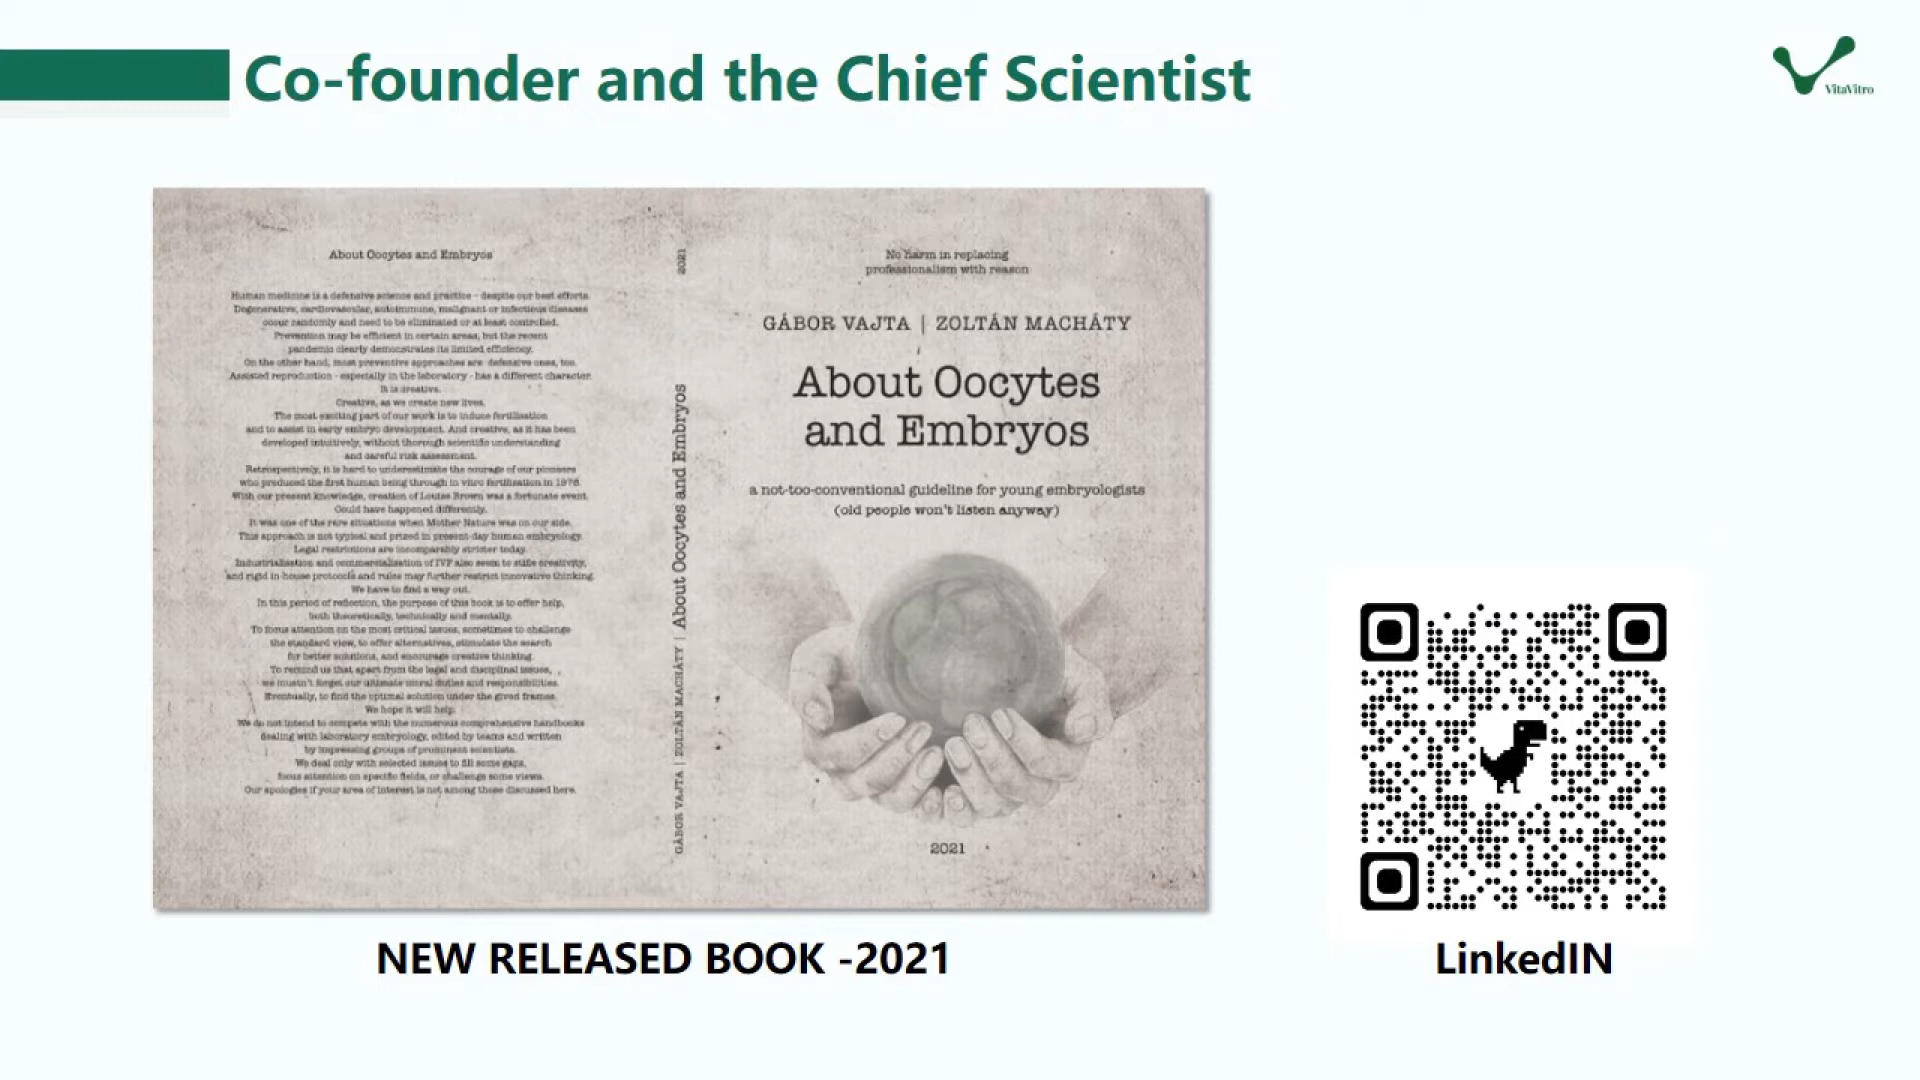 Co-founder and the Chief Scientist
VitaVitro
About Oocytes and Embryos
Human medicine is a defensive science and practice - despite our best efforts.
Degenerative, cardiovascular, autoimmune, malignant or infectious diseases
occur randomly and need to be eliminated or at least controlled.
Prevention may be efficient in certain areas, but the recent
pandemic clearly demonstrates its limited efficiency.
On the other hand, most preventive approaches are defensive ones, too.
Assisted reproduction - especially in the laboratory - has a different character.
It is creative.
Creative, as we create new lives.
The most exciting part of our work is to induce fertilisation
and to assist in early embryo development. And creative, as it has been
developed intuitively, without thorough scientific understanding
and careful risk assessment.
Retrospectively, it is hard to underestimate the courage of our pioneers
who produced the first human being through in vitro fertilisation in 1978.
With our present knowledge, creation of Louise Brown was a fortunate event.
Could have happened differently.
It was one of the rare situations when Mother Nature was on our side.
This approach is not typical and prized in present-day human embryology.
Legal restrictions are incomparably stricter today.
Industrialisation and commercialisation of IVF also seem to stifle creativity,
and rigid in-house protocols and rules may further restrict innovative thinking.
We have to find a way out.
In this period of reflection, the purpose of this book is to offer help,
both theoretically, technically and mentally.
To focus attention on the most critical issues, sometimes to challenge
the standard view, to offer alternatives, stimulate the search
for better solutions, and encourage creative thinking.
To remind us that apart from the legal and disciplinal issues,
we mustn't forget our ultimate moral duties and responsibilities.
Eventually, to find the optimal solution under the given frames.
We hope it will help.
We do not intend to compete with the numerous comprehensive handbooks
dealing with laboratory embryology, edited by teams and written
by impressing groups of prominent scientists.
We deal only with selected issues to fill some gaps,
focus attention on specific fields, or challenge some views.
Our apologies if your area of interest is not among those discussed here.
GÁBOR VAJTA | ZOLTÁN MACHÁTY | About Oocytes and Embryos 2021
No harm in replacing
professionalism with reason
GÁBOR VAJTA | ZOLTÁN MACHÁTY
About Oocytes
and Embryos
a not-too-conventional guideline for young embryologists
(old people won't listen anyway)
2021
NEW RELEASED BOOK -2021
LinkedIN